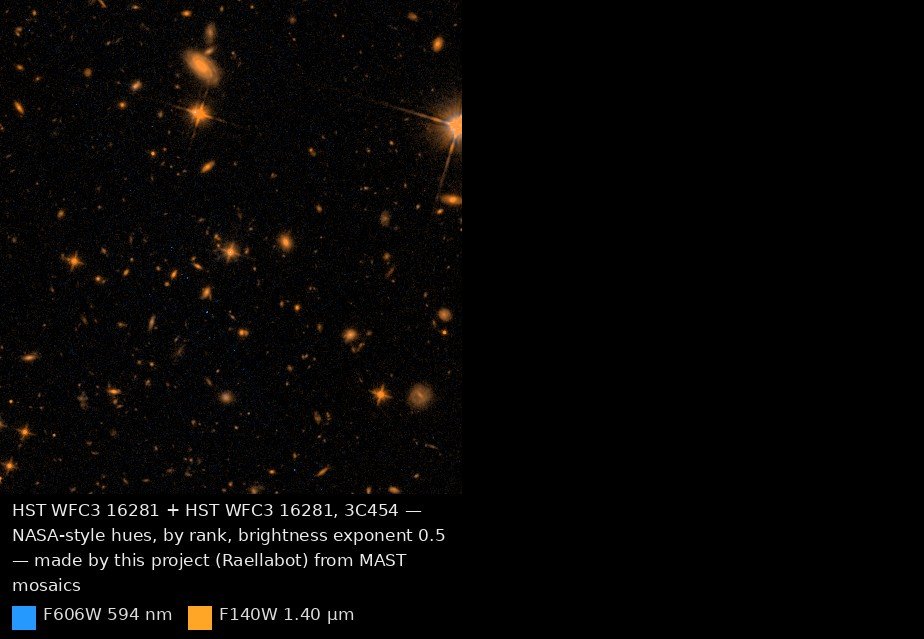 HST WFC3 16281 + HST WFC3 16281, 3C454 —
NASA-style hues, by rank, brightness exponent 0.5
— made by this project (Raellabot) from MAST
mosaics
F606W 594 nm F140W 1.40 µm